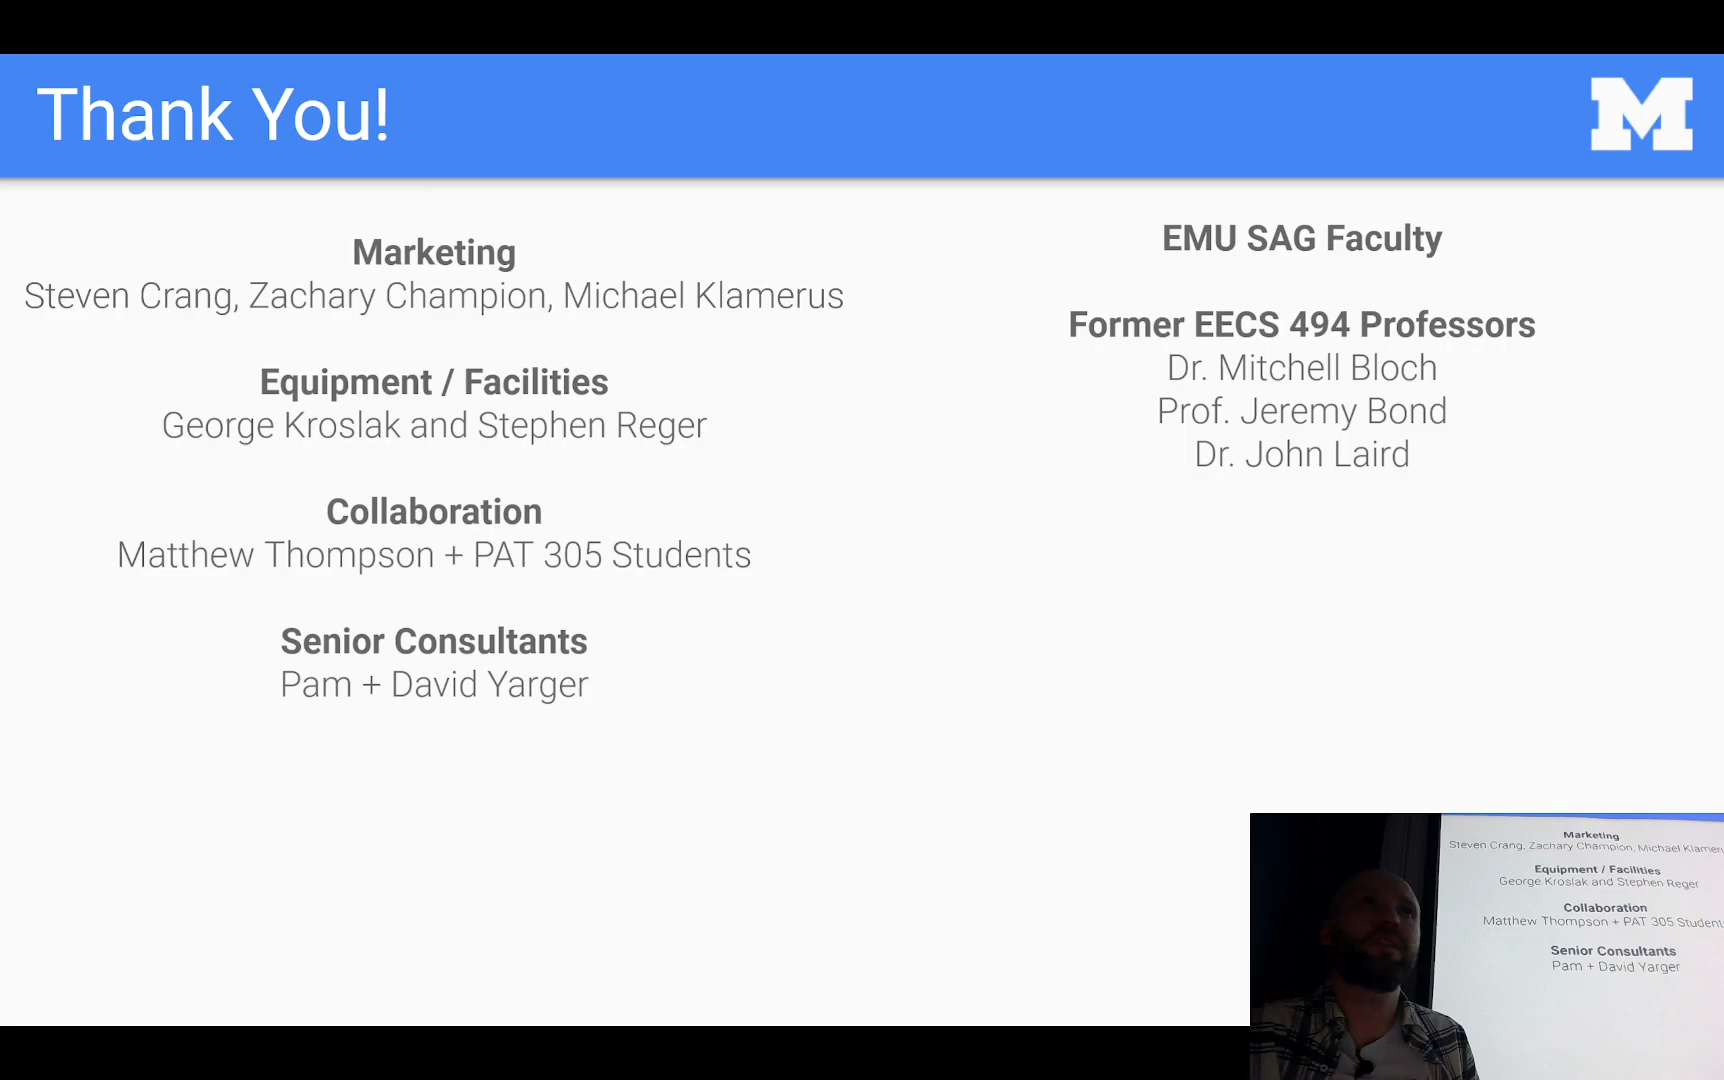 Thank You!
M
Marketing
Steven Crang, Zachary Champion, Michael Klamerus
Equipment / Facilities
George Kroslak and Stephen Reger
Collaboration
Matthew Thompson + PAT 305 Students
Senior Consultants
Pam + David Yarger
EMU SAG Faculty
Former EECS 494 Professors
Dr. Mitchell Bloch
Prof. Jeremy Bond
Dr. John Laird
Marketing
Steven Crang, Zachary Champion, Michael Klameru
Equipment / Facilities
George Kroslak and Stephen Reger
Collaboration
Matthew Thompson + PAT 305 Student
Senior Consultants
Pam + David Yarger